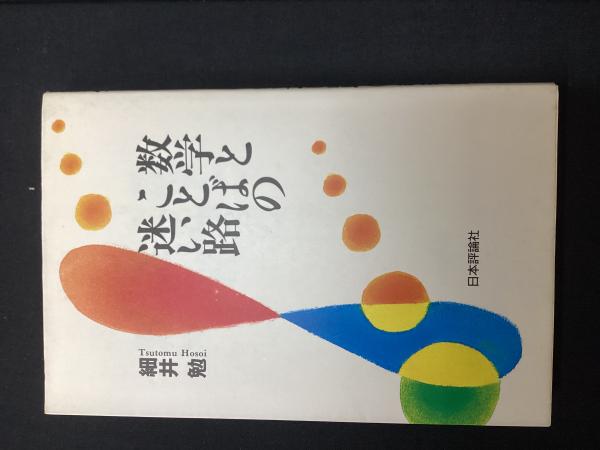 数学と
ことばの
迷い路
Tsutomu Hosoi
細井 勉
日本評論社